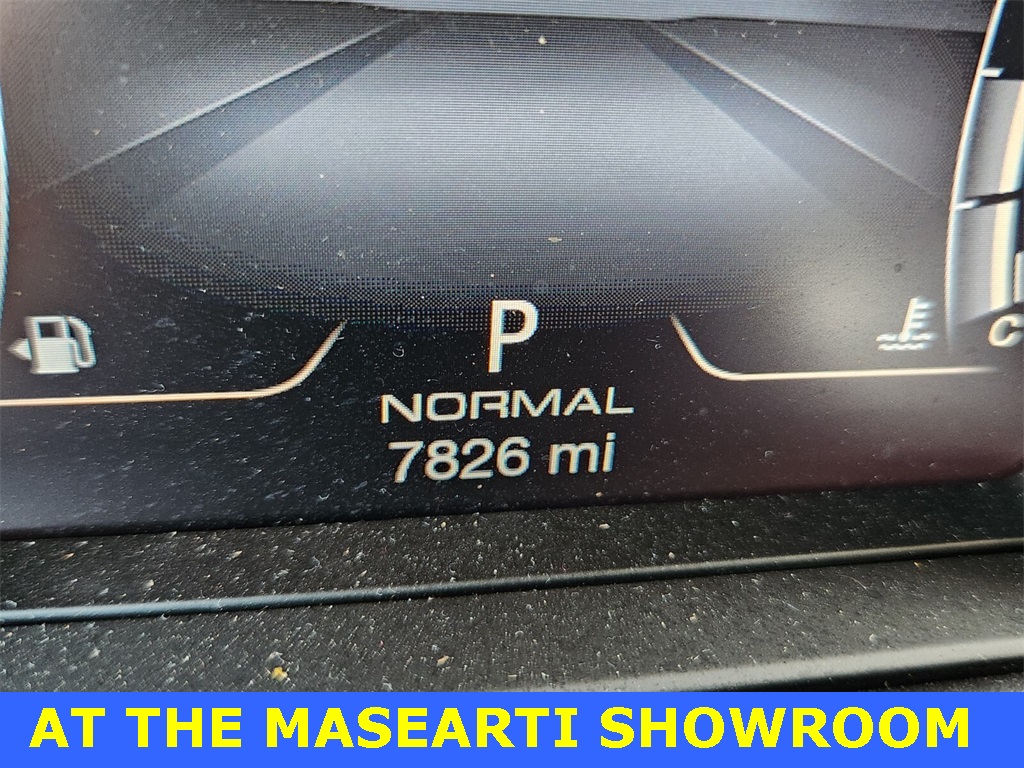 P
C
NORMAL
7826 mi
AT THE MASEARTI SHOWROOM